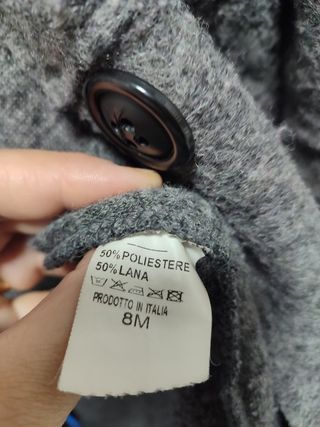 50% POLIESTERE
50% LANA
PRODOTTO IN ITALIA
8M